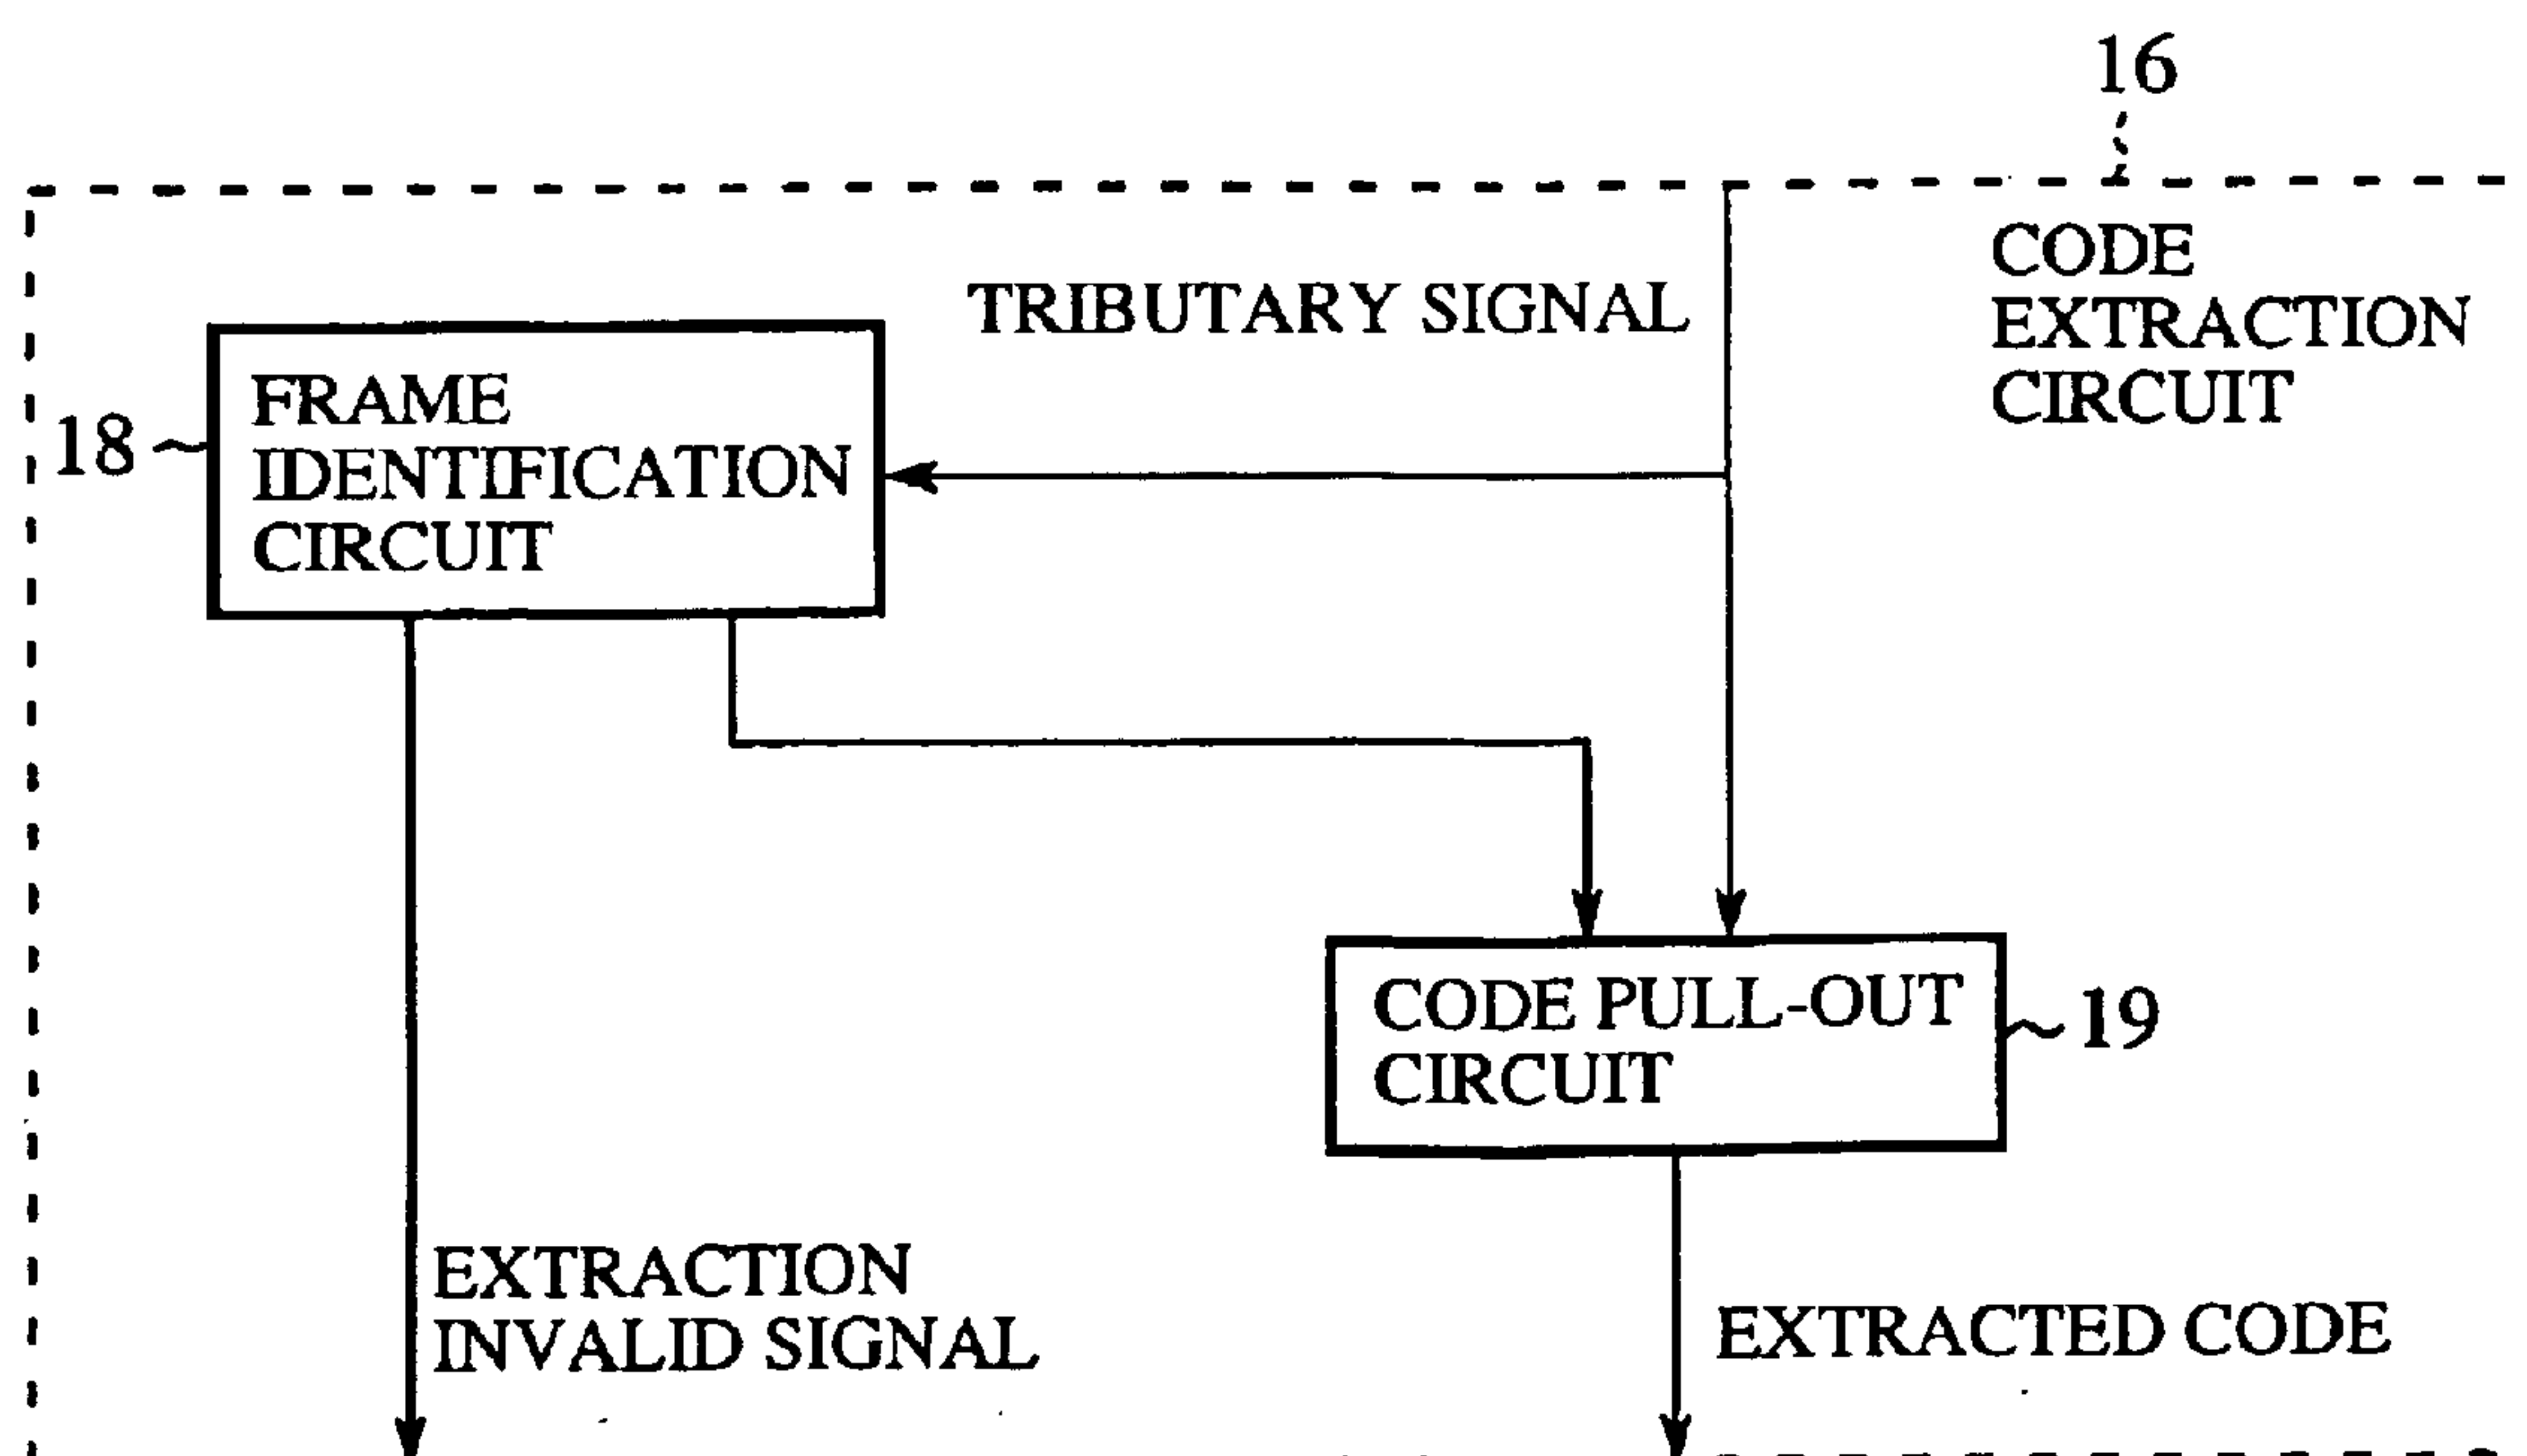 16
CODE
EXTRACTION
CIRCUIT
TRIBUTARY SIGNAL
18
FRAME
IDENTIFICATION
CIRCUIT
CODE PULL-OUT
CIRCUIT
19
EXTRACTION
INVALID SIGNAL
EXTRACTED CODE